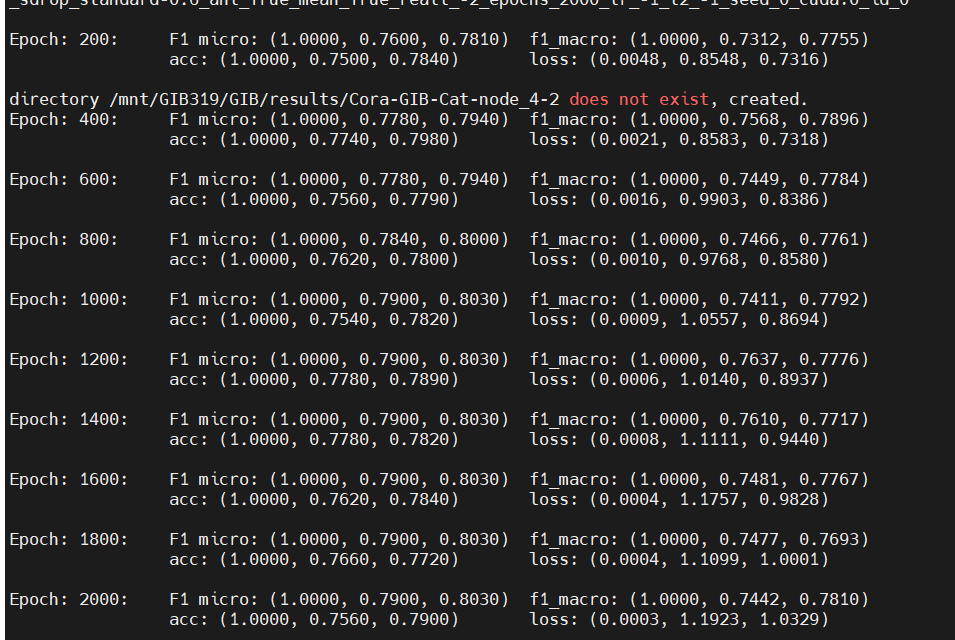 _sdrop_standard-0.6_anl_True_mean_True_feall_-2_epochs_2000_lr_-1_l2_-1_seed_0_cuda:0_id_0
Epoch: 200: F1 micro: (1.0000, 0.7600, 0.7810) f1_macro: (1.0000, 0.7312, 0.7755)
acc: (1.0000, 0.7500, 0.7840) loss: (0.0048, 0.8548, 0.7316)
directory /mnt/GIB319/GIB/results/Cora-GIB-Cat-node_4-2 does not exist, created.
Epoch: 400: F1 micro: (1.0000, 0.7780, 0.7940) f1_macro: (1.0000, 0.7568, 0.7896)
acc: (1.0000, 0.7740, 0.7980) loss: (0.0021, 0.8583, 0.7318)
Epoch: 600: F1 micro: (1.0000, 0.7780, 0.7940) f1_macro: (1.0000, 0.7449, 0.7784)
acc: (1.0000, 0.7560, 0.7790) loss: (0.0016, 0.9903, 0.8386)
Epoch: 800: F1 micro: (1.0000, 0.7840, 0.8000) f1_macro: (1.0000, 0.7466, 0.7761)
acc: (1.0000, 0.7620, 0.7800) loss: (0.0010, 0.9768, 0.8580)
Epoch: 1000: F1 micro: (1.0000, 0.7900, 0.8030) f1_macro: (1.0000, 0.7411, 0.7792)
acc: (1.0000, 0.7540, 0.7820) loss: (0.0009, 1.0557, 0.8694)
Epoch: 1200: F1 micro: (1.0000, 0.7900, 0.8030) f1_macro: (1.0000, 0.7637, 0.7776)
acc: (1.0000, 0.7780, 0.7890) loss: (0.0006, 1.0140, 0.8937)
Epoch: 1400: F1 micro: (1.0000, 0.7900, 0.8030) f1_macro: (1.0000, 0.7610, 0.7717)
acc: (1.0000, 0.7780, 0.7820) loss: (0.0008, 1.1111, 0.9440)
Epoch: 1600: F1 micro: (1.0000, 0.7900, 0.8030) f1_macro: (1.0000, 0.7481, 0.7767)
acc: (1.0000, 0.7620, 0.7840) loss: (0.0004, 1.1757, 0.9828)
Epoch: 1800: F1 micro: (1.0000, 0.7900, 0.8030) f1_macro: (1.0000, 0.7477, 0.7693)
acc: (1.0000, 0.7660, 0.7720) loss: (0.0004, 1.1099, 1.0001)
Epoch: 2000: F1 micro: (1.0000, 0.7900, 0.8030) f1_macro: (1.0000, 0.7442, 0.7810)
acc: (1.0000, 0.7560, 0.7900) loss: (0.0003, 1.1923, 1.0329)